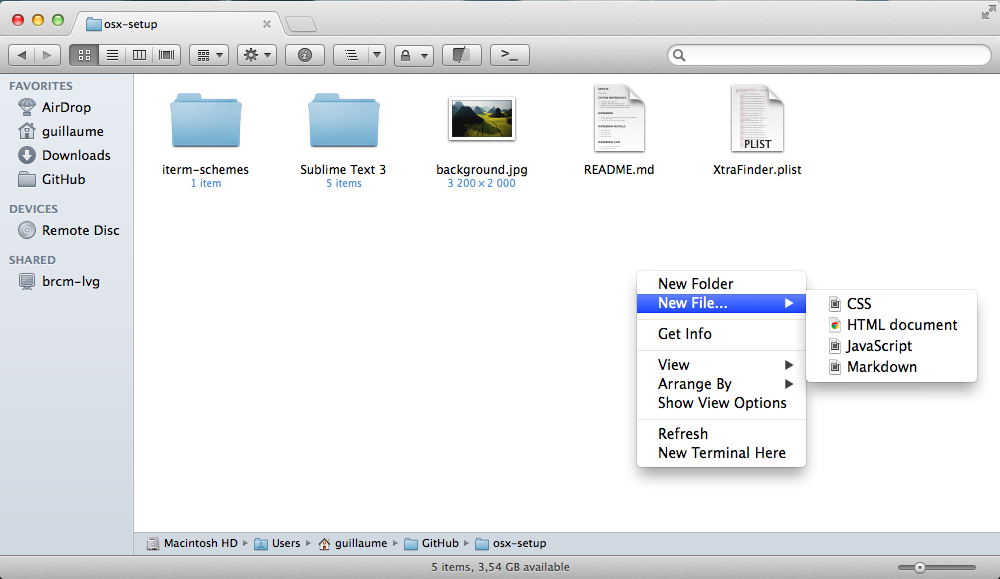 osx-setup
FAVORITES
AirDrop
guillaume
Downloads
GitHub
DEVICES
Remote Disc
SHARED
brcm-lvg
iterm-schemes
1 item
Sublime Text 3
5 items
background.jpg
3 200 × 2 000
README.md
PLIST
XtraFinder.plist
New Folder
New File...
Get Info
View
Arrange By
Show View Options
Refresh
New Terminal Here
CSS
HTML document
JavaScript
Markdown
Macintosh HD ▸ Users ▸ guillaume ▸ GitHub ▸ osx-setup
5 items, 3,54 GB available